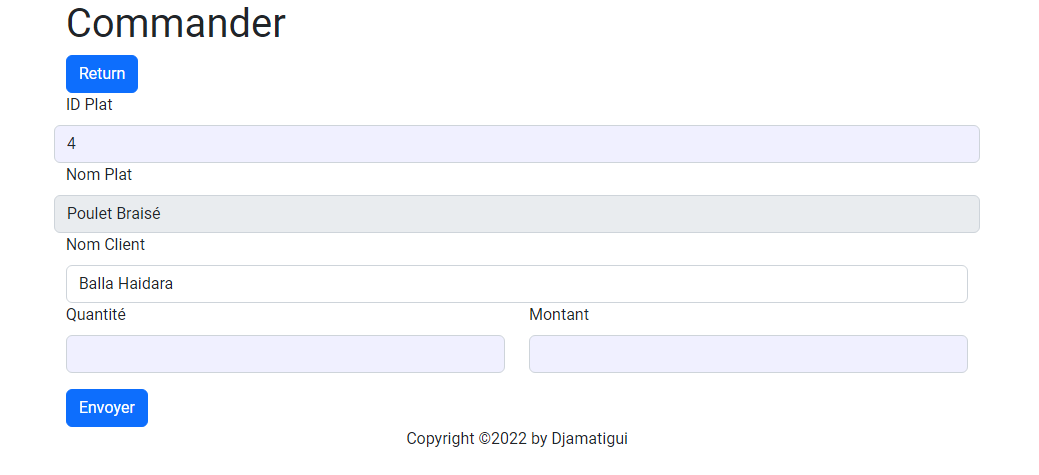 Commander
Return
ID Plat
4
Nom Plat
Poulet Braisé
Nom Client
Balla Haidara
Quantité Montant
Envoyer
Copyright ©2022 by Djamatigui